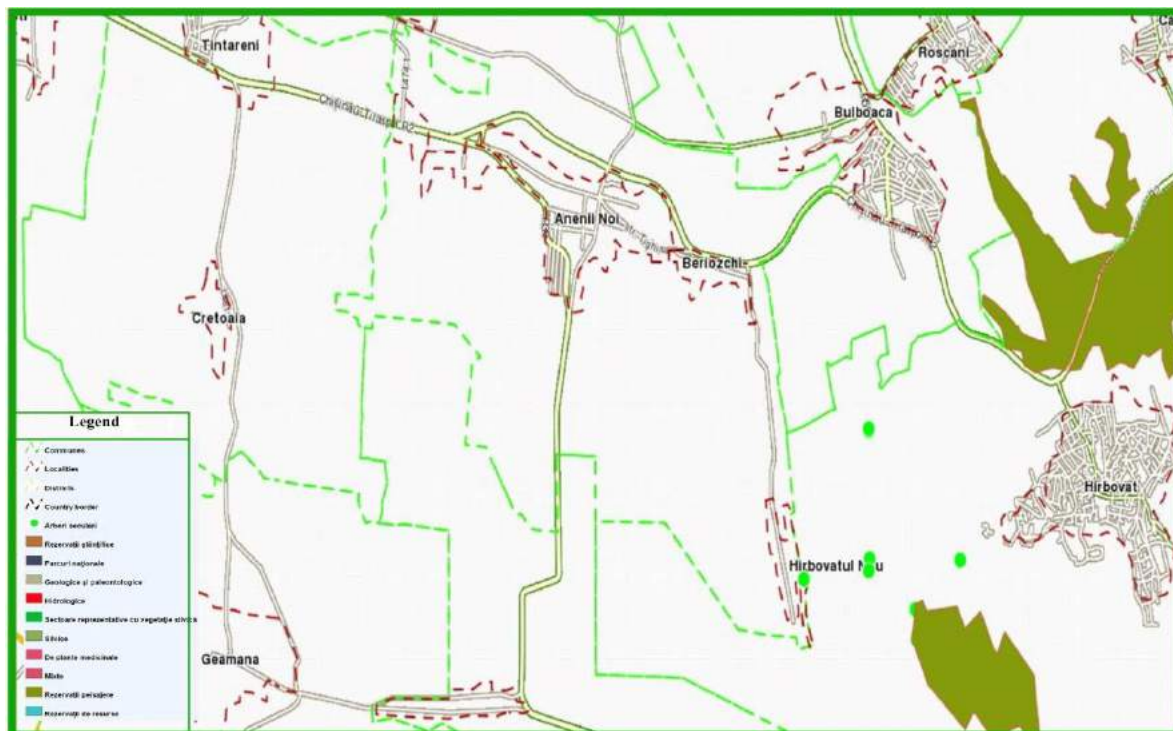 Tintareni
Roscani
Bulboaca
Anenii Noi
Beriozchi
Cretoaia
Hirbovat
Hirbovatul
Geamana
Legend
Communes
Localities
Districts
Country border
Arbori seculari
Rezervații științifice
Parcuri naționale
Geologice și paleontologice
Hidrologice
Sectoare reprezentative cu vegetație silvică
Silvice
De plante medicinale
Mixte
Rezervații peisajere
Rezervații de resurse